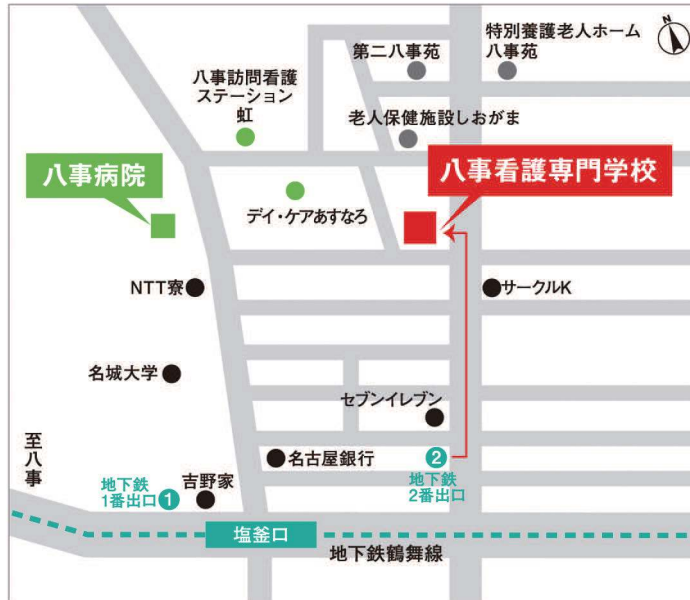 N
特別養護老人ホーム
八事苑
第二八事苑
八事訪問看護
ステーション
虹
老人保健施設しおがま
八事病院
八事看護専門学校
デイ・ケアあすなろ
NTT寮
サークルK
名城大学
セブンイレブン
至八事
名古屋銀行
2
地下鉄
2番出口
吉野家
地下鉄
1番出口
1
塩釜口
地下鉄鶴舞線